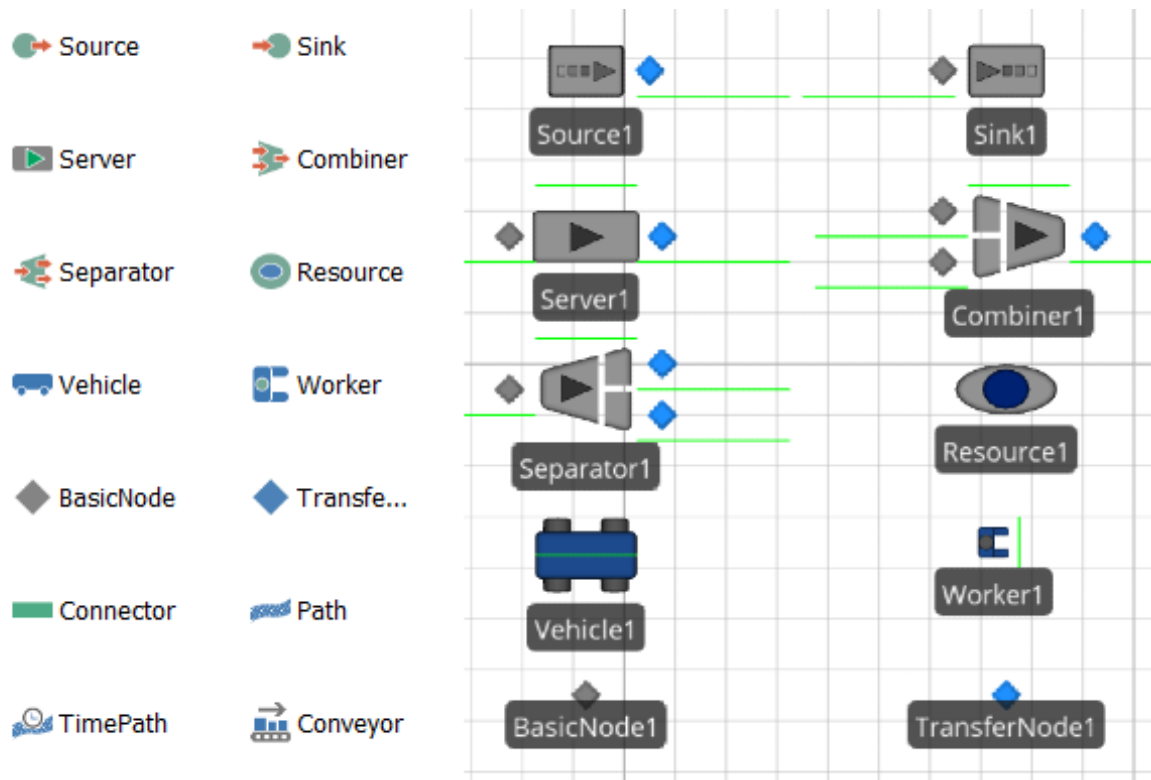 Source
Sink
Server
Combiner
Separator
Resource
Vehicle
Worker
BasicNode
Transfe...
Connector
Path
TimePath
Conveyor
Source1
Sink1
Server1
Combiner1
Separator1
Resource1
Vehicle1
Worker1
BasicNode1
TransferNode1